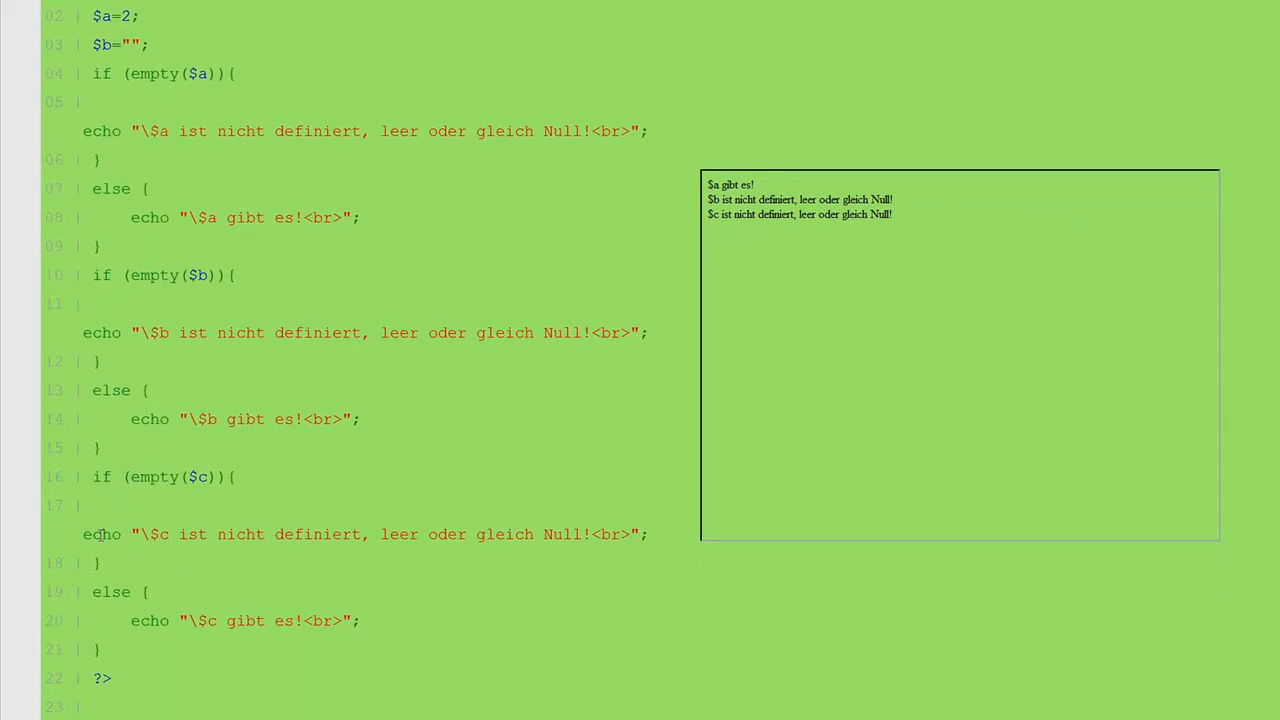 02 | $a=2;
03 | $b="";
04 | if (empty($a)){
05 |
echo "\$a ist nicht definiert, leer oder gleich Null!<br>";
06 | }
07 | else {
08 | echo "\$a gibt es!<br>";
09 | }
10 | if (empty($b)){
11 |
echo "\$b ist nicht definiert, leer oder gleich Null!<br>";
12 | }
13 | else {
14 | echo "\$b gibt es!<br>";
15 | }
16 | if (empty($c)){
17 |
echo "\$c ist nicht definiert, leer oder gleich Null!<br>";
18 | }
19 | else {
20 | echo "\$c gibt es!<br>";
21 | }
22 | ?>
23 |
$a gibt es!
$b ist nicht definiert, leer oder gleich Null!
$c ist nicht definiert, leer oder gleich Null!